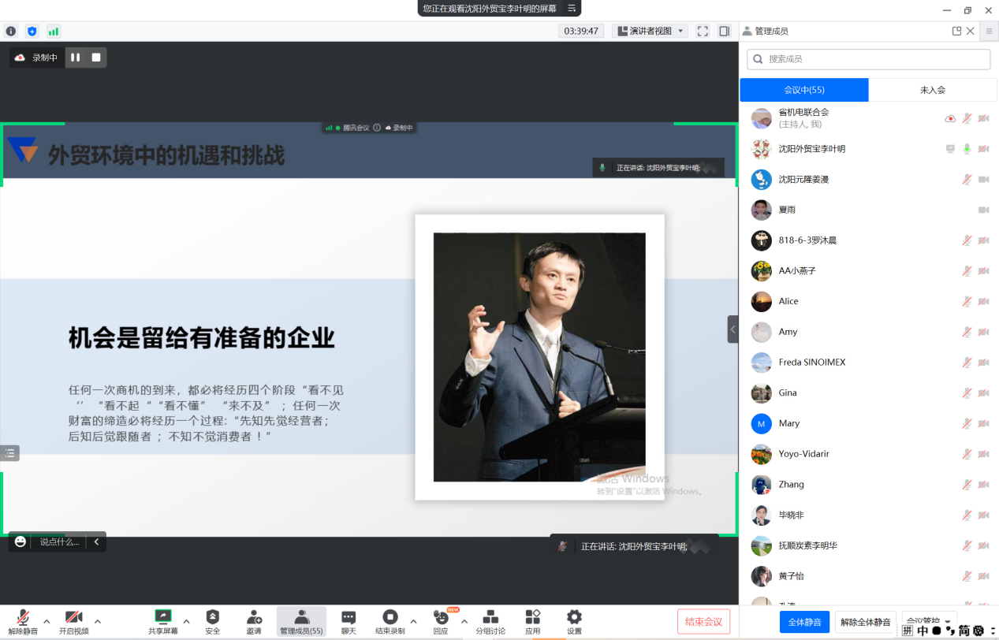 您正在观看沈阳外贸宝李叶明的屏幕
03:39:47
演讲者视图
管理成员
录制中
搜索成员
会议中(55)
未入会
腾讯会议
录制中
外贸环境中的机遇和挑战
正在讲话: 沈阳外贸宝李叶明;
机会是留给有准备的企业
任何一次商机的到来，都必将经历四个阶段“看不见
‘’ “看不起 “ “看不懂” “来不及” ；任何一次
财富的缔造必将经历一个过程：“先知先觉经营者；
后知后觉跟随者 ；不知不觉消费者！”
激活 Windows
转到"设置"以激活 Windows。
说点什么...
正在讲话: 沈阳外贸宝李叶明;
省机电联合会
(主持人, 我)
沈阳外贸宝李叶明
沈阳元隆姜漫
夏雨
818-6-3罗沐晨
AA小燕子
Alice
Amy
Freda SINOIMEX
Gina
M
Mary
Yoyo-Vidarir
Zhang
毕晓非
抚顺炭素李明华
黄子怡
解除静音
开启视频
共享屏幕
安全
邀请
管理成员(55)
聊天
结束录制
NEW
回应
分组讨论
应用
设置
结束会议
全体静音
解除全体静音
会议管控
拼
中
简